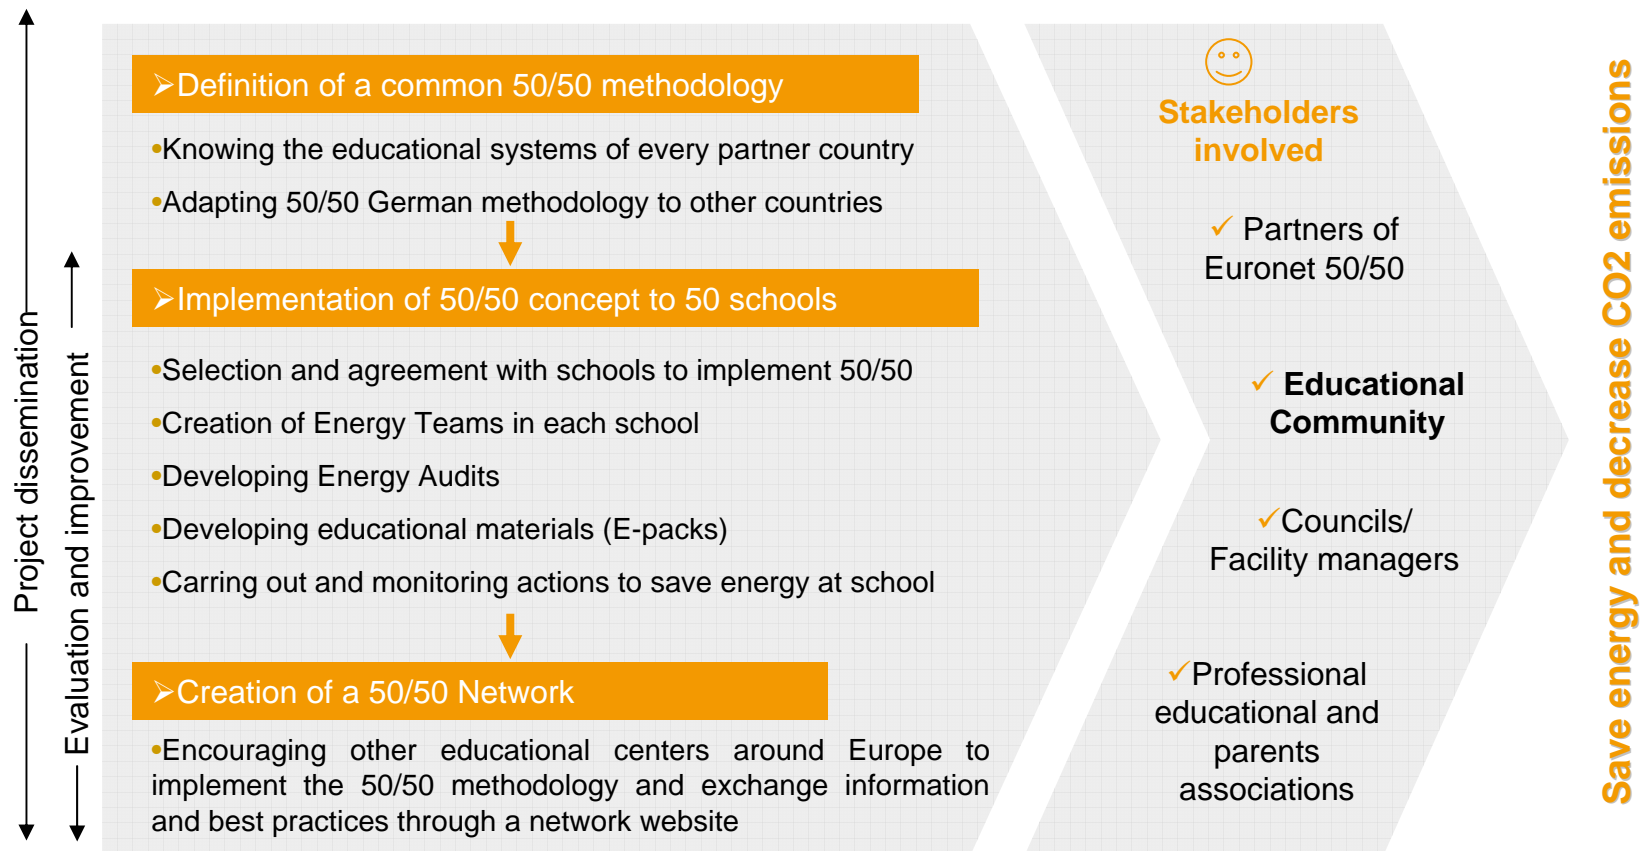 Project dissemination
Evaluation and improvement
➢Definition of a common 50/50 methodology
•Knowing the educational systems of every partner country
•Adapting 50/50 German methodology to other countries
➢Implementation of 50/50 concept to 50 schools
•Selection and agreement with schools to implement 50/50
•Creation of Energy Teams in each school
•Developing Energy Audits
•Developing educational materials (E-packs)
•Carring out and monitoring actions to save energy at school
➢Creation of a 50/50 Network
•Encouraging other educational centers around Europe to
implement the 50/50 methodology and exchange information
and best practices through a network website
Stakeholders
involved
✓ Partners of
Euronet 50/50
✓ Educational
Community
✓Councils/
Facility managers
✓Professional
educational and
parents
associations
Save energy and decrease CO2 emissions